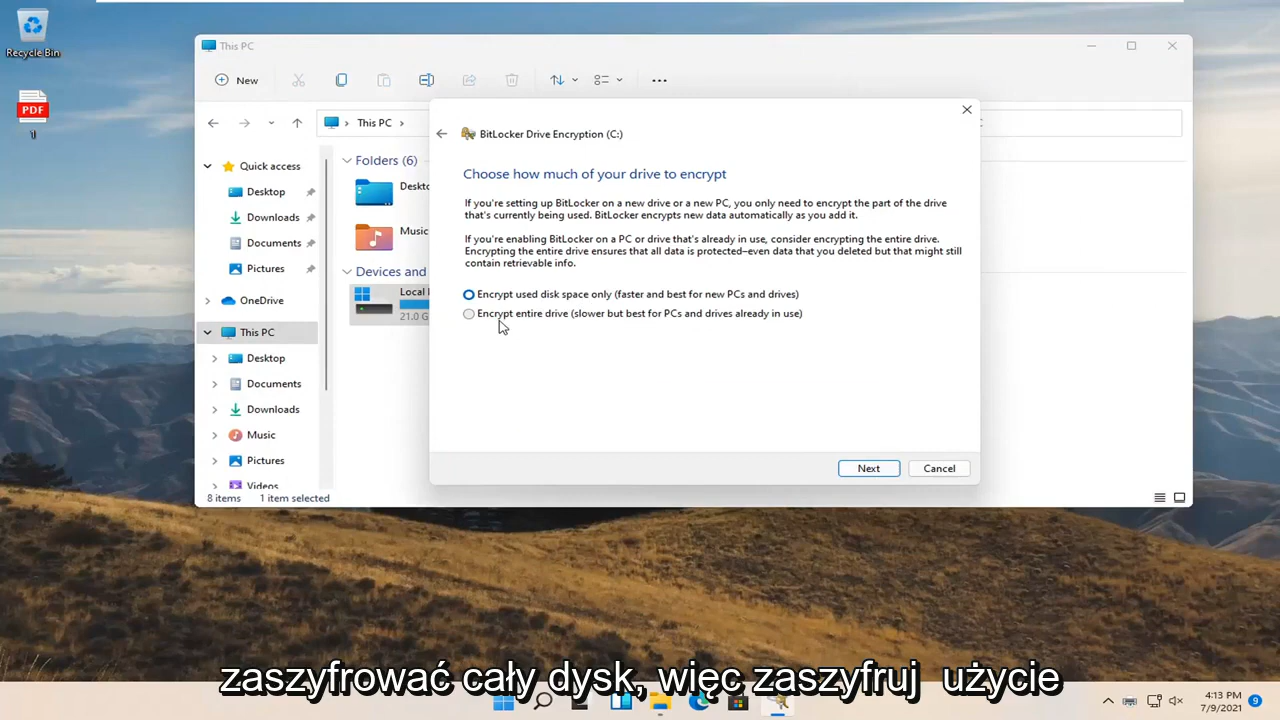 Recycle Bin
PDF
1
This PC
New
This PC
Quick access
Desktop
Downloads
Documents
Pictures
OneDrive
This PC
Desktop
Documents
Downloads
Music
Pictures
Videos
Folders (6)
Deskto
Music
Devices and
Local
21.0 G
8 items 1 item selected
BitLocker Drive Encryption (C:)
Choose how much of your drive to encrypt
If you're setting up BitLocker on a new drive or a new PC, you only need to encrypt the part of the drive
that's currently being used. BitLocker encrypts new data automatically as you add it.
If you're enabling BitLocker on a PC or drive that's already in use, consider encrypting the entire drive.
Encrypting the entire drive ensures that all data is protected–even data that you deleted but that might still
contain retrievable info.
Encrypt used disk space only (faster and best for new PCs and drives)
Encrypt entire drive (slower but best for PCs and drives already in use)
Next
Cancel
zaszyfrować cały dysk, więc zaszyfruj użycie
4:13 PM
7/9/2021
9